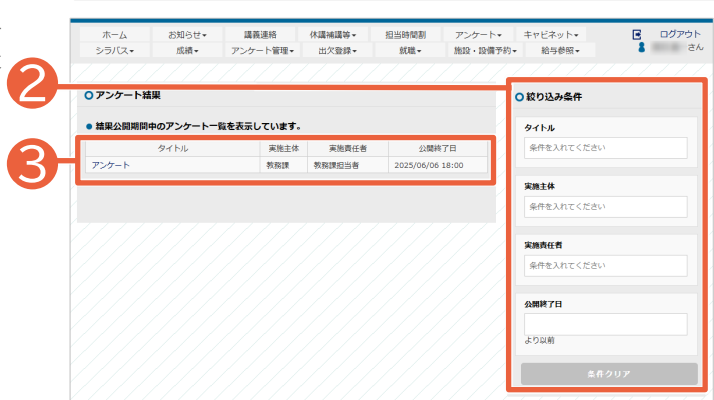 ホーム お知らせ▾ 講義連絡 休講補講等▾ 担当時間割 アンケート▾ キャビネット▾ ログアウト
シラバス▾ 成績▾ アンケート管理▾ 出欠登録▾ 就職▾ 施設・設備予約▾ 給与参照▾ さん
2
アンケート結果
結果公開期間中のアンケート一覧を表示しています。
3
タイトル 実施主体 実施責任者 公開終了日
アンケート 教務課 教務課担当者 2025/06/06 18:00
絞り込み条件
タイトル
条件を入れてください
実施主体
条件を入れてください
実施責任者
条件を入れてください
公開終了日
より以前
条件クリア